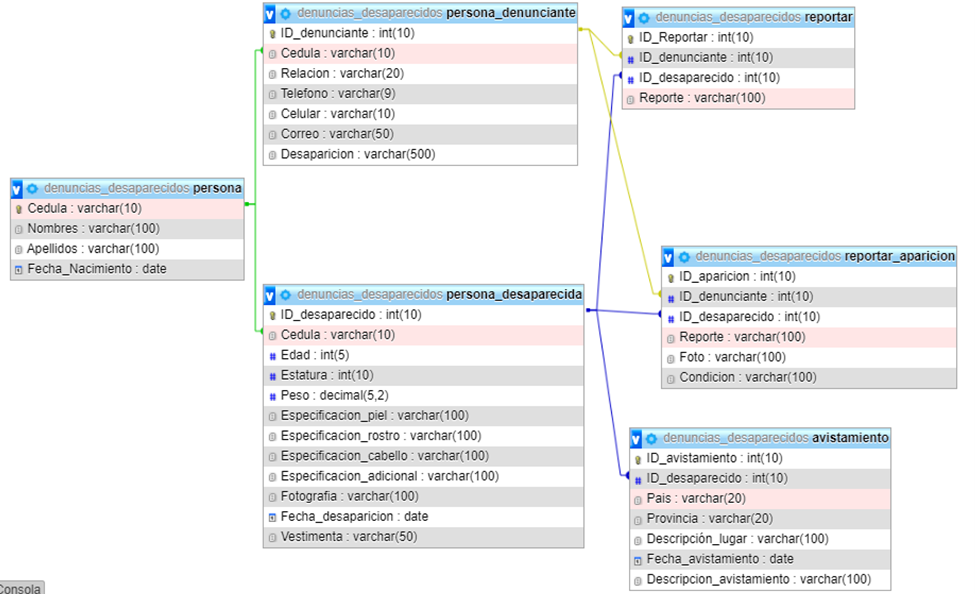 denuncias_desaparecidos persona_denunciante
ID_denunciante : int(10)
Cedula : varchar(10)
Relacion : varchar(20)
Telefono : varchar(9)
Celular : varchar(10)
Correo : varchar(50)
Desaparicion : varchar(500)
denuncias_desaparecidos reportar
ID_Reportar : int(10)
ID_denunciante : int(10)
ID_desaparecido : int(10)
Reporte : varchar(100)
denuncias_desaparecidos persona
Cedula : varchar(10)
Nombres : varchar(100)
Apellidos : varchar(100)
Fecha_Nacimiento : date
denuncias_desaparecidos persona_desaparecida
ID_desaparecido : int(10)
Cedula : varchar(10)
Edad : int(5)
Estatura : int(10)
Peso : decimal(5,2)
Especificacion_piel : varchar(100)
Especificacion_rostro : varchar(100)
Especificacion_cabello : varchar(100)
Especificacion_adicional : varchar(100)
Fotografia : varchar(100)
Fecha_desaparicion : date
Vestimenta : varchar(50)
denuncias_desaparecidos reportar_aparicion
ID_aparicion : int(10)
ID_denunciante : int(10)
ID_desaparecido : int(10)
Reporte : varchar(100)
Foto : varchar(100)
Condicion : varchar(100)
denuncias_desaparecidos avistamiento
ID_avistamiento : int(10)
ID_desaparecido : int(10)
Pais : varchar(20)
Provincia : varchar(20)
Descripción_lugar : varchar(100)
Fecha_avistamiento : date
Descripcion_avistamiento : varchar(100)
Consola